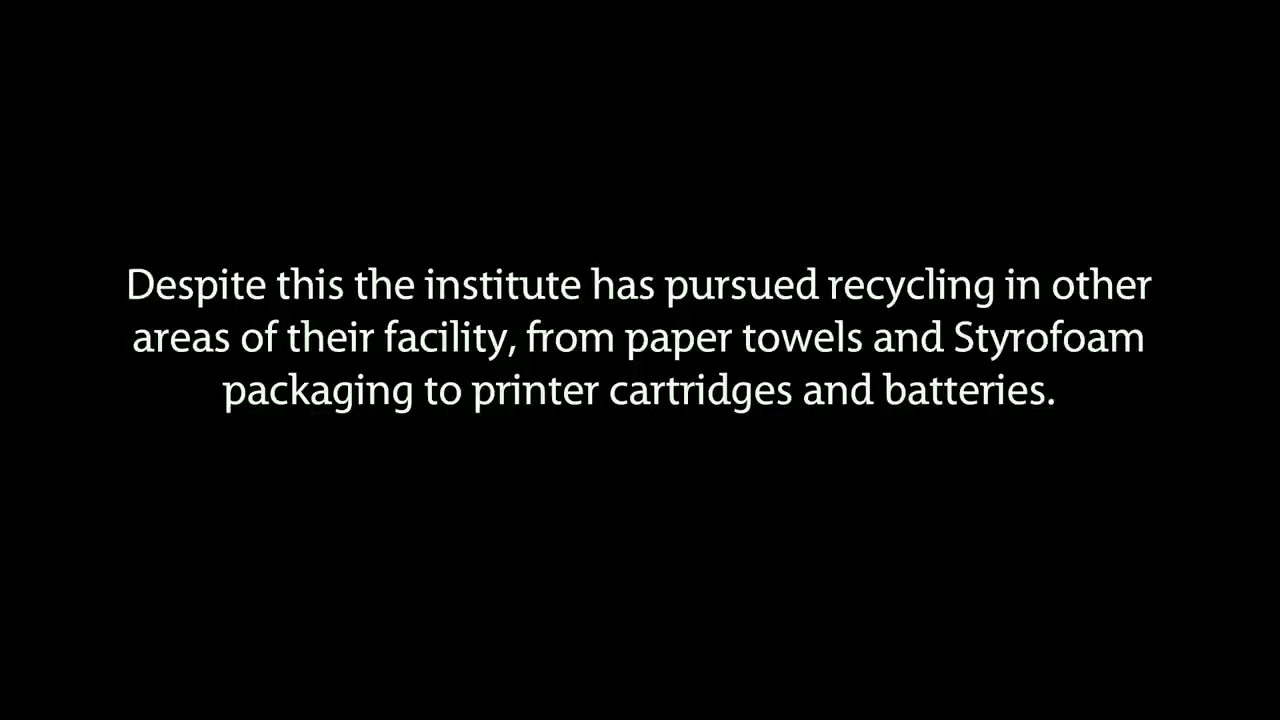 Despite this the institute has pursued recycling in other
areas of their facility, from paper towels and Styrofoam
packaging to printer cartridges and batteries.